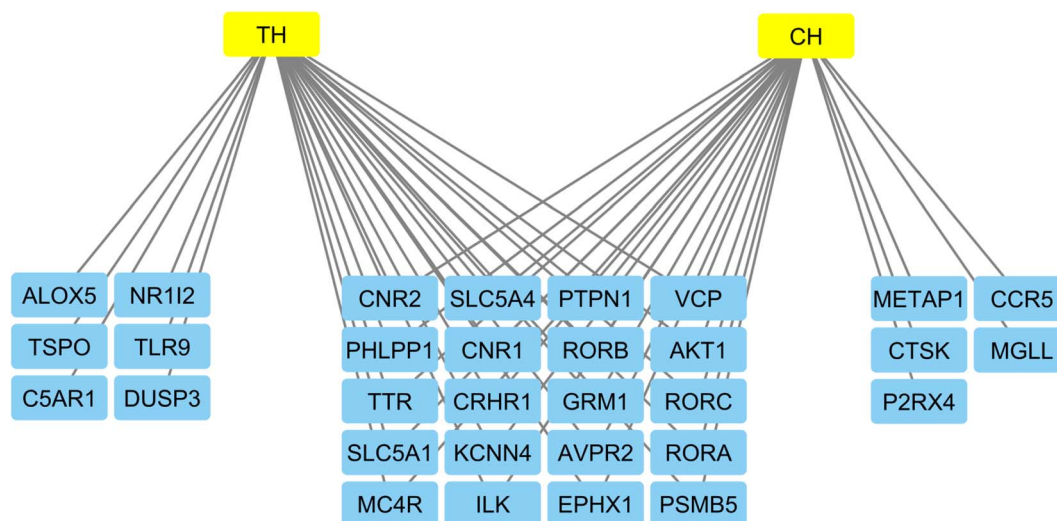 TH
CH
ALOX5 NR1I2
TSPO TLR9
C5AR1 DUSP3
CNR2 SLC5A4 PTPN1 VCP
PHLPP1 CNR1 RORB AKT1
TTR CRHR1 GRM1 RORC
SLC5A1 KCNN4 AVPR2 RORA
MC4R ILK EPHX1 PSMB5
METAP1 CCR5
CTSK MGLL
P2RX4